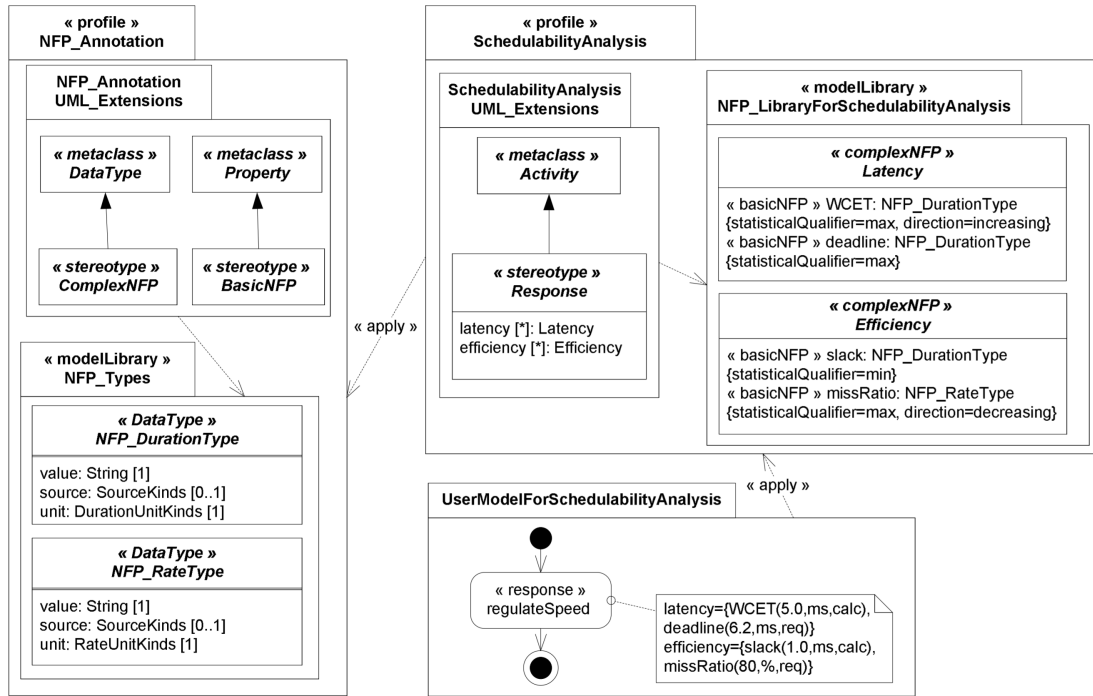 « profile »
NFP_Annotation
NFP_Annotation
UML_Extensions
« metaclass »
DataType
« metaclass »
Property
« stereotype »
ComplexNFP
« stereotype »
BasicNFP
« modelLibrary »
NFP_Types
« DataType »
NFP_DurationType
value: String [1]
source: SourceKinds [0..1]
unit: DurationUnitKinds [1]
« DataType »
NFP_RateType
value: String [1]
source: SourceKinds [0..1]
unit: RateUnitKinds [1]
« apply »
« profile »
SchedulabilityAnalysis
SchedulabilityAnalysis
UML_Extensions
« metaclass »
Activity
« stereotype »
Response
latency [*]: Latency
efficiency [*]: Efficiency
« modelLibrary »
NFP_LibraryForSchedulabilityAnalysis
« complexNFP »
Latency
« basicNFP » WCET: NFP_DurationType
{statisticalQualifier=max, direction=increasing}
« basicNFP » deadline: NFP_DurationType
{statisticalQualifier=max}
« complexNFP »
Efficiency
« basicNFP » slack: NFP_DurationType
{statisticalQualifier=min}
« basicNFP » missRatio: NFP_RateType
{statisticalQualifier=max, direction=decreasing}
« apply »
UserModelForSchedulabilityAnalysis
« response »
regulateSpeed
latency={WCET(5.0,ms,calc),
deadline(6.2,ms,req)}
efficiency={slack(1.0,ms,calc),
missRatio(80,%,req)}